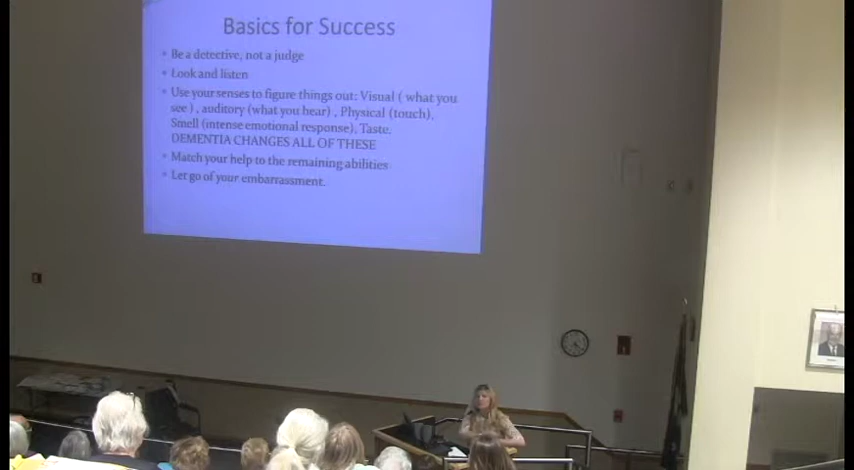 Basics for Success
Be a detective, not a judge
Look and listen
Use your senses to figure things out: Visual ( what you
see ) , auditory (what you hear) , Physical (touch),
Smell (intense emotional response), Taste.
DEMENTIA CHANGES ALL OF THESE
Match your help to the remaining abilities
Let go of your embarrassment.